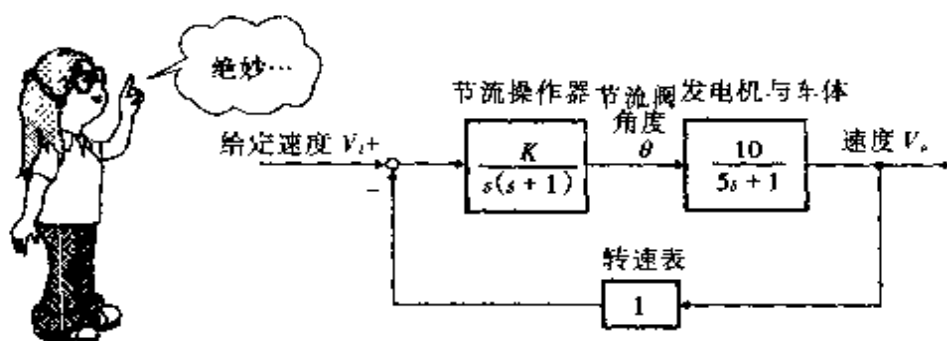 绝妙…
节流操作器
节流阀
角度
θ
发电机与车体
给定速度 Vᵢ+
−
K
s(s + 1)
10
5s + 1
速度 Vₒ
转速表
1